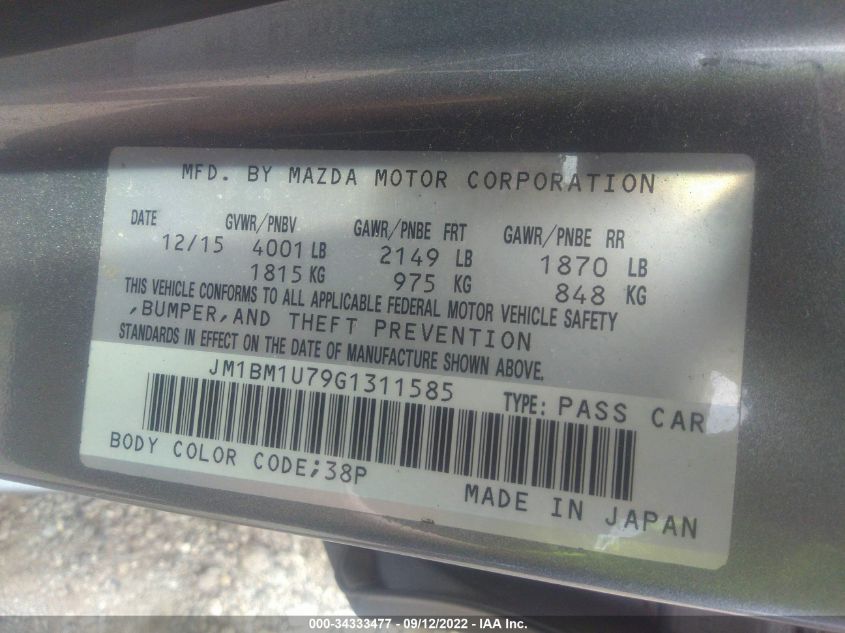 MFD. BY MAZDA MOTOR CORPORATION
DATE GVWR/PNBV GAWR/PNBE FRT GAWR/PNBE RR
12/15 4001 LB 2149 LB 1870 LB
1815 KG 975 KG 848 KG
THIS VEHICLE CONFORMS TO ALL APPLICABLE FEDERAL MOTOR VEHICLE SAFETY
,BUMPER,AND THEFT PREVENTION
STANDARDS IN EFFECT ON THE DATE OF MANUFACTURE SHOWN ABOVE.
JM1BM1U79G1311585 TYPE: PASS CAR
BODY COLOR CODE;38P
MADE IN JAPAN
000-34333477 - 09/12/2022 - IAA Inc.